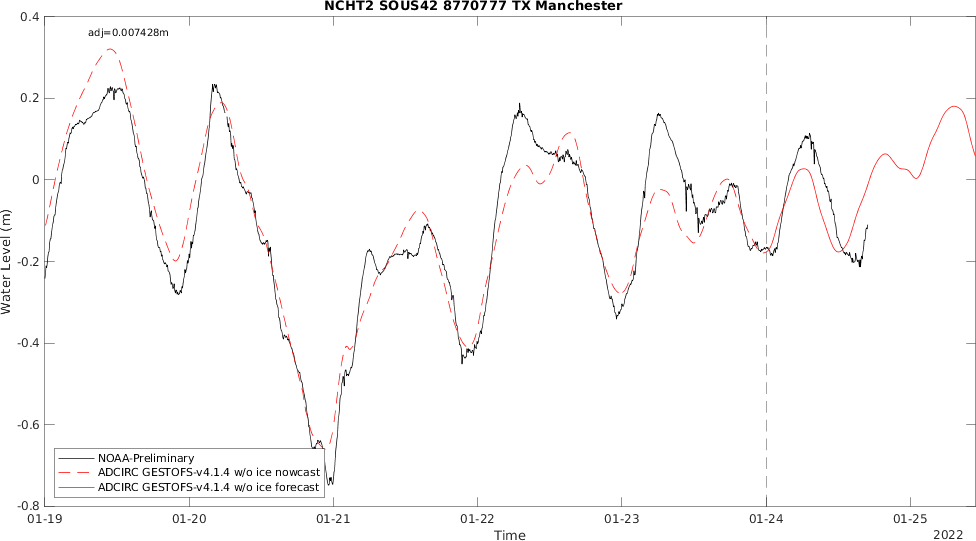 NCHT2 SOUS42 8770777 TX Manchester
adj=0.007428m
0.4
0.2
0
-0.2
-0.4
-0.6
-0.8
Water Level (m)
NOAA-Preliminary
ADCIRC GESTOFS-v4.1.4 w/o ice nowcast
ADCIRC GESTOFS-v4.1.4 w/o ice forecast
01-19 01-20 01-21 01-22 01-23 01-24 01-25
Time
2022